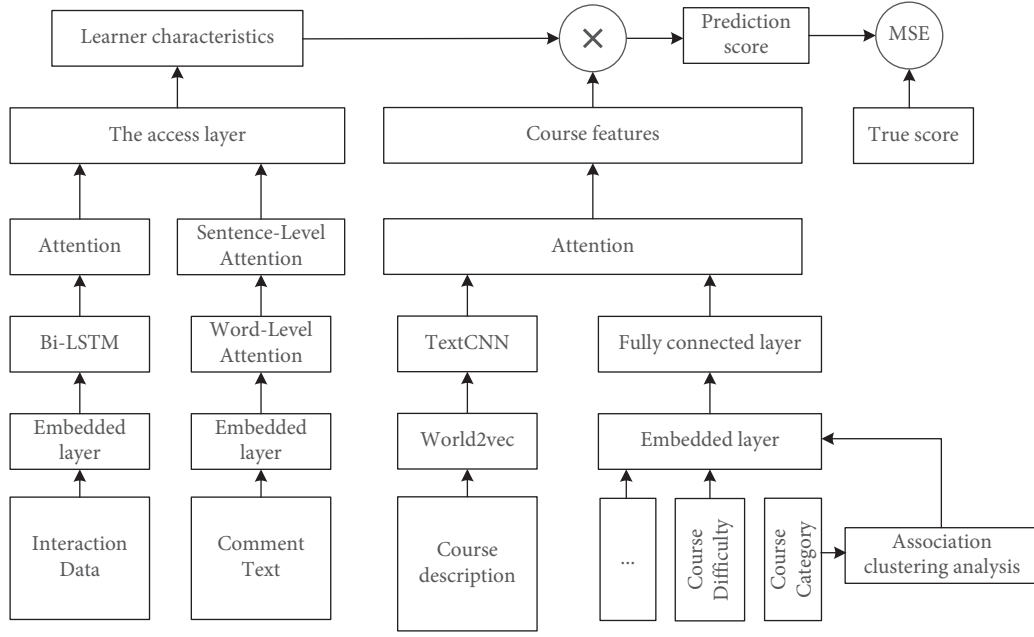 Learner characteristics
Prediction
score
MSE
The access layer
Course features
True score
Attention
Sentence-Level
Attention
Attention
Bi-LSTM
Word-Level
Attention
TextCNN
Fully connected layer
Embedded
layer
Embedded
layer
World2vec
Embedded layer
Interaction
Data
Comment
Text
Course
description
...
Course
Difficulty
Course
Category
Association
clustering analysis